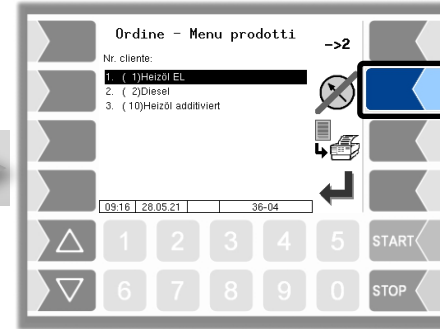 Ordine - Menu prodotti
->2
Nr. cliente:
1. ( 1)Heizöl EL
2. ( 2)Diesel
3. ( 10)Heizöl additiviert
09:16 28.05.21 36-04
1 2 3 4 5 START
6 7 8 9 0 STOP